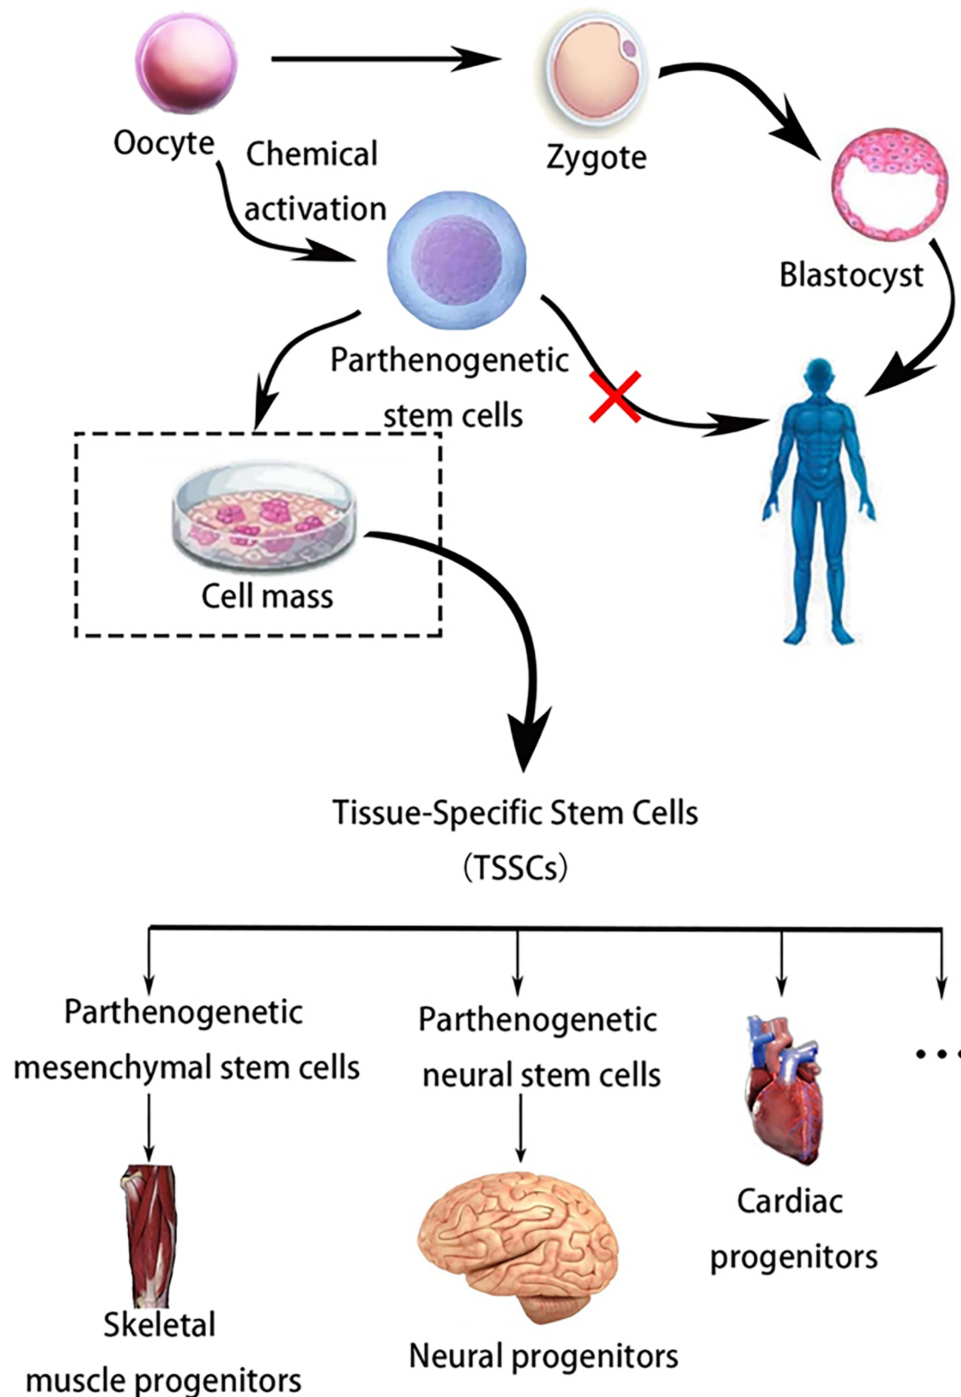 Oocyte
Chemical
activation
Zygote
Blastocyst
Parthenogenetic
stem cells
Cell mass
Tissue-Specific Stem Cells
(TSSCs)
Parthenogenetic
mesenchymal stem cells
Parthenogenetic
neural stem cells
...
Cardiac
progenitors
Skeletal
muscle progenitors
Neural progenitors